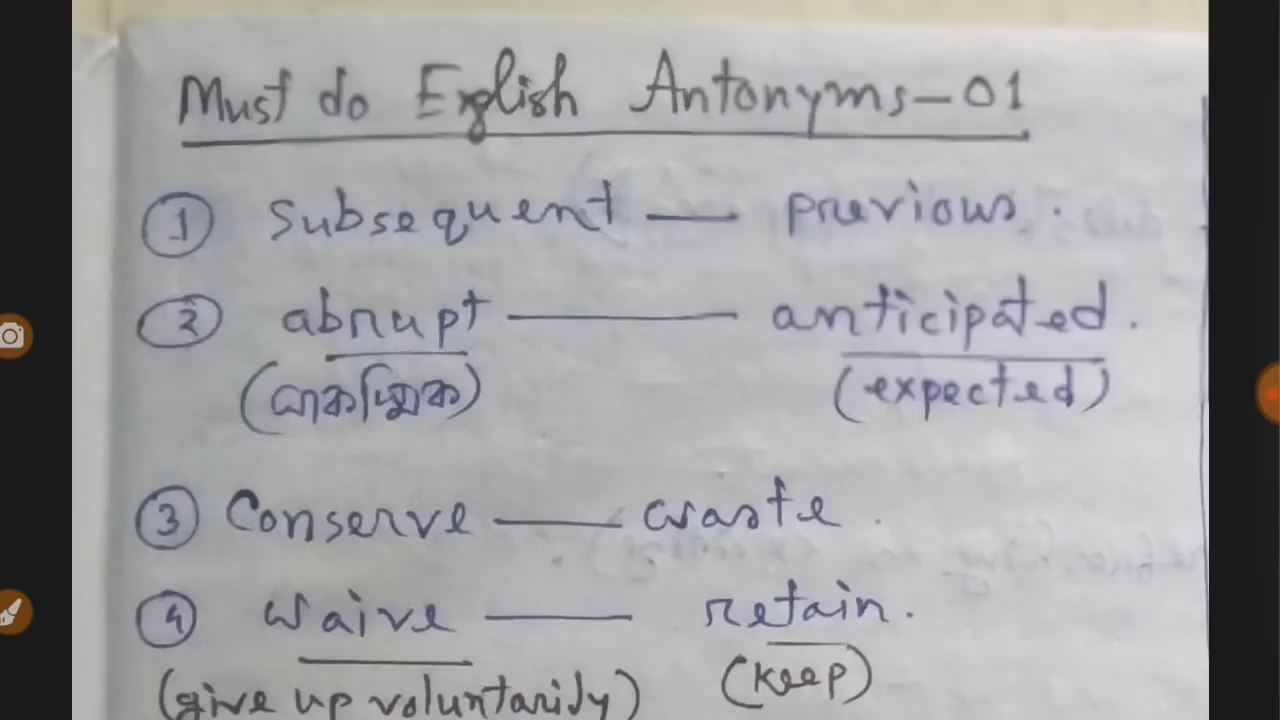 Must do English Antonyms-01
① Subsequent — previous.
② abrupt — anticipated.
(আকস্মিক) (expected)
③ Conserve — waste.
④ waive — retain.
(give up voluntarily) (keep)